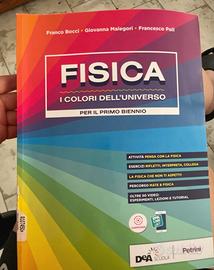 Franco Bocci - Giovanna Malegori - Francesco Poli
FISICA
I COLORI DELL'UNIVERSO
PER IL PRIMO BIENNIO
ATTIVITÀ PENSA CON LA FISICA
ESERCIZI RIFLETTI, INTERPRETA, COLLEGA
LA FISICA CHE NON TI ASPETTI
PERCORSO MATE & FISICA
OLTRE 50 VIDEO:
ESPERIMENTI, LEZIONI E TUTORIAL
DeA SCUOLA
Petrini